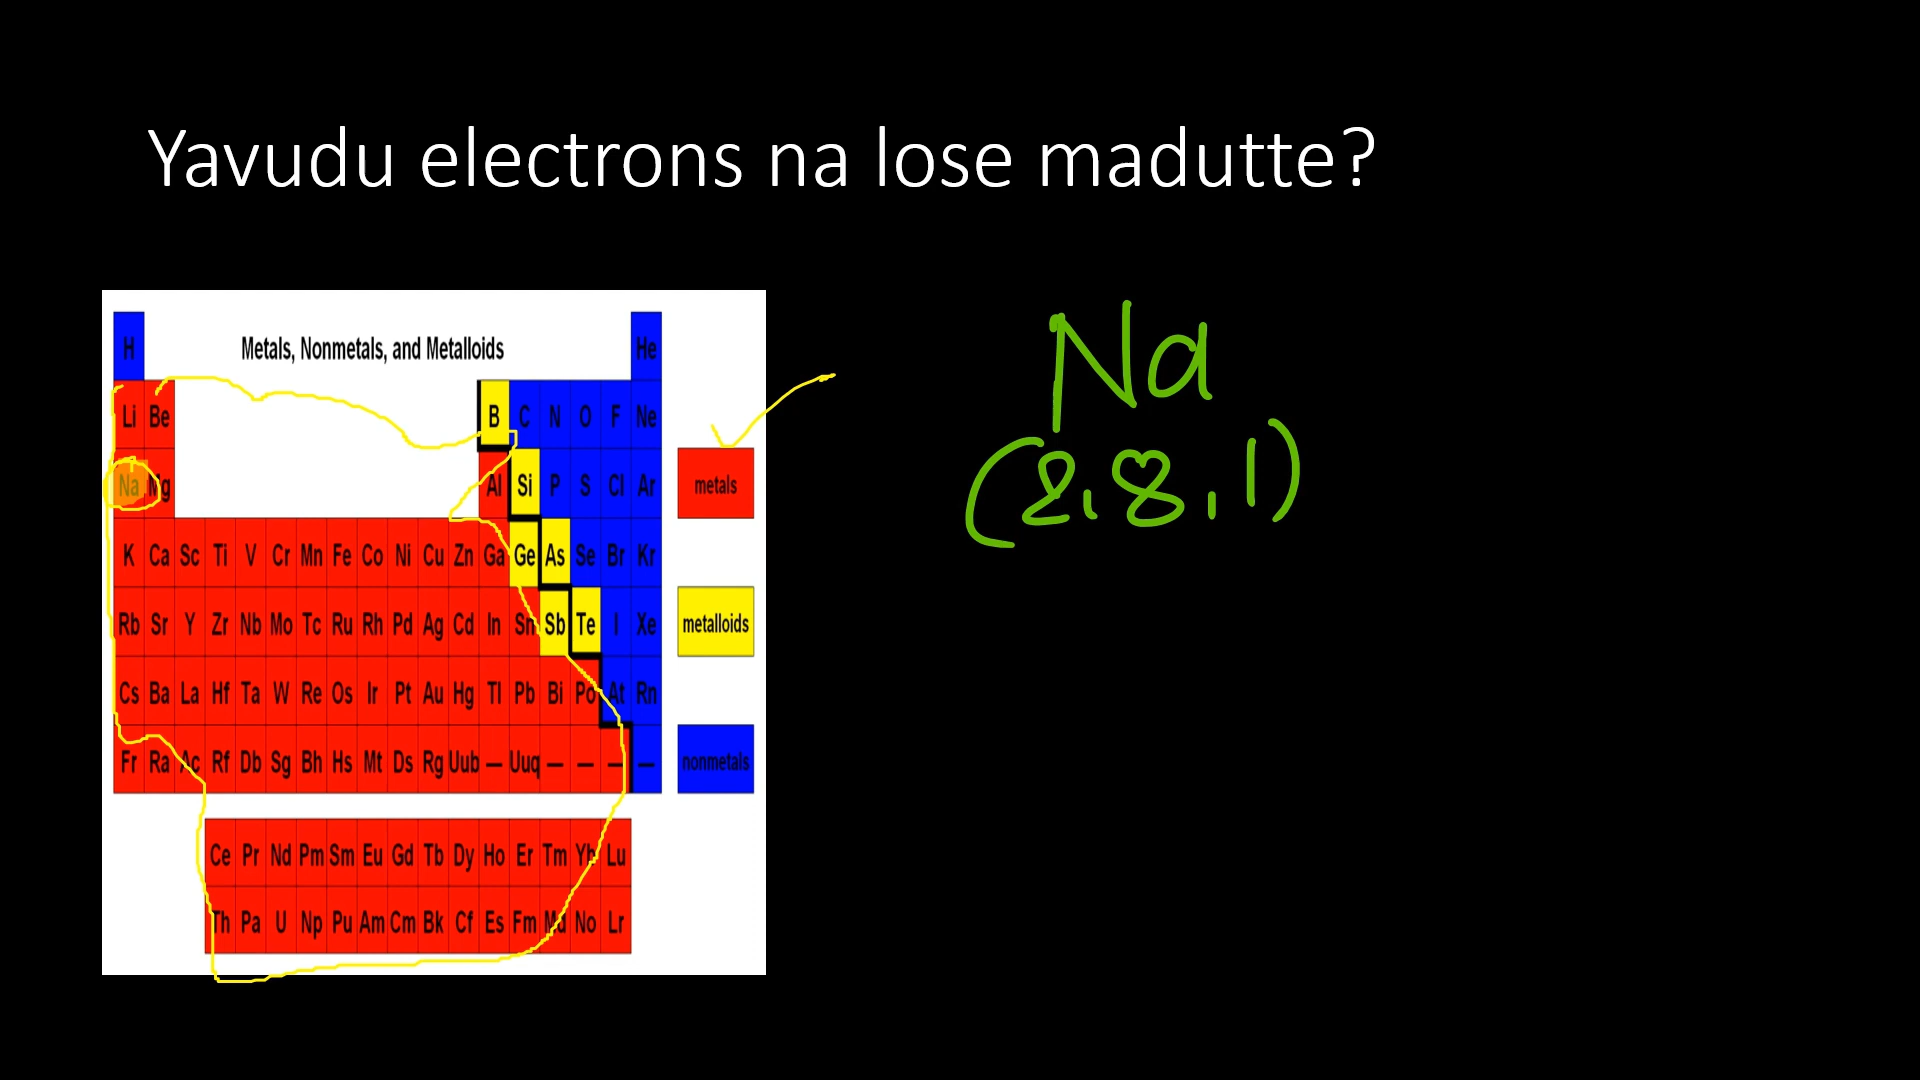 Yavudu electrons na lose madutte?
Metals, Nonmetals, and Metalloids
H He
Li Be B C N O F Ne
Na Mg Al Si P S Cl Ar
K Ca Sc Ti V Cr Mn Fe Co Ni Cu Zn Ga Ge As Se Br Kr
Rb Sr Y Zr Nb Mo Tc Ru Rh Pd Ag Cd In Sn Sb Te I Xe
Cs Ba La Hf Ta W Re Os Ir Pt Au Hg Tl Pb Bi Po At Rn
Fr Ra Ac Rf Db Sg Bh Hs Mt Ds Rg Uub — Uuq — — — —
Ce Pr Nd Pm Sm Eu Gd Tb Dy Ho Er Tm Yb Lu
Th Pa U Np Pu Am Cm Bk Cf Es Fm Md No Lr
metals
metalloids
nonmetals
Na
(2,8,1)